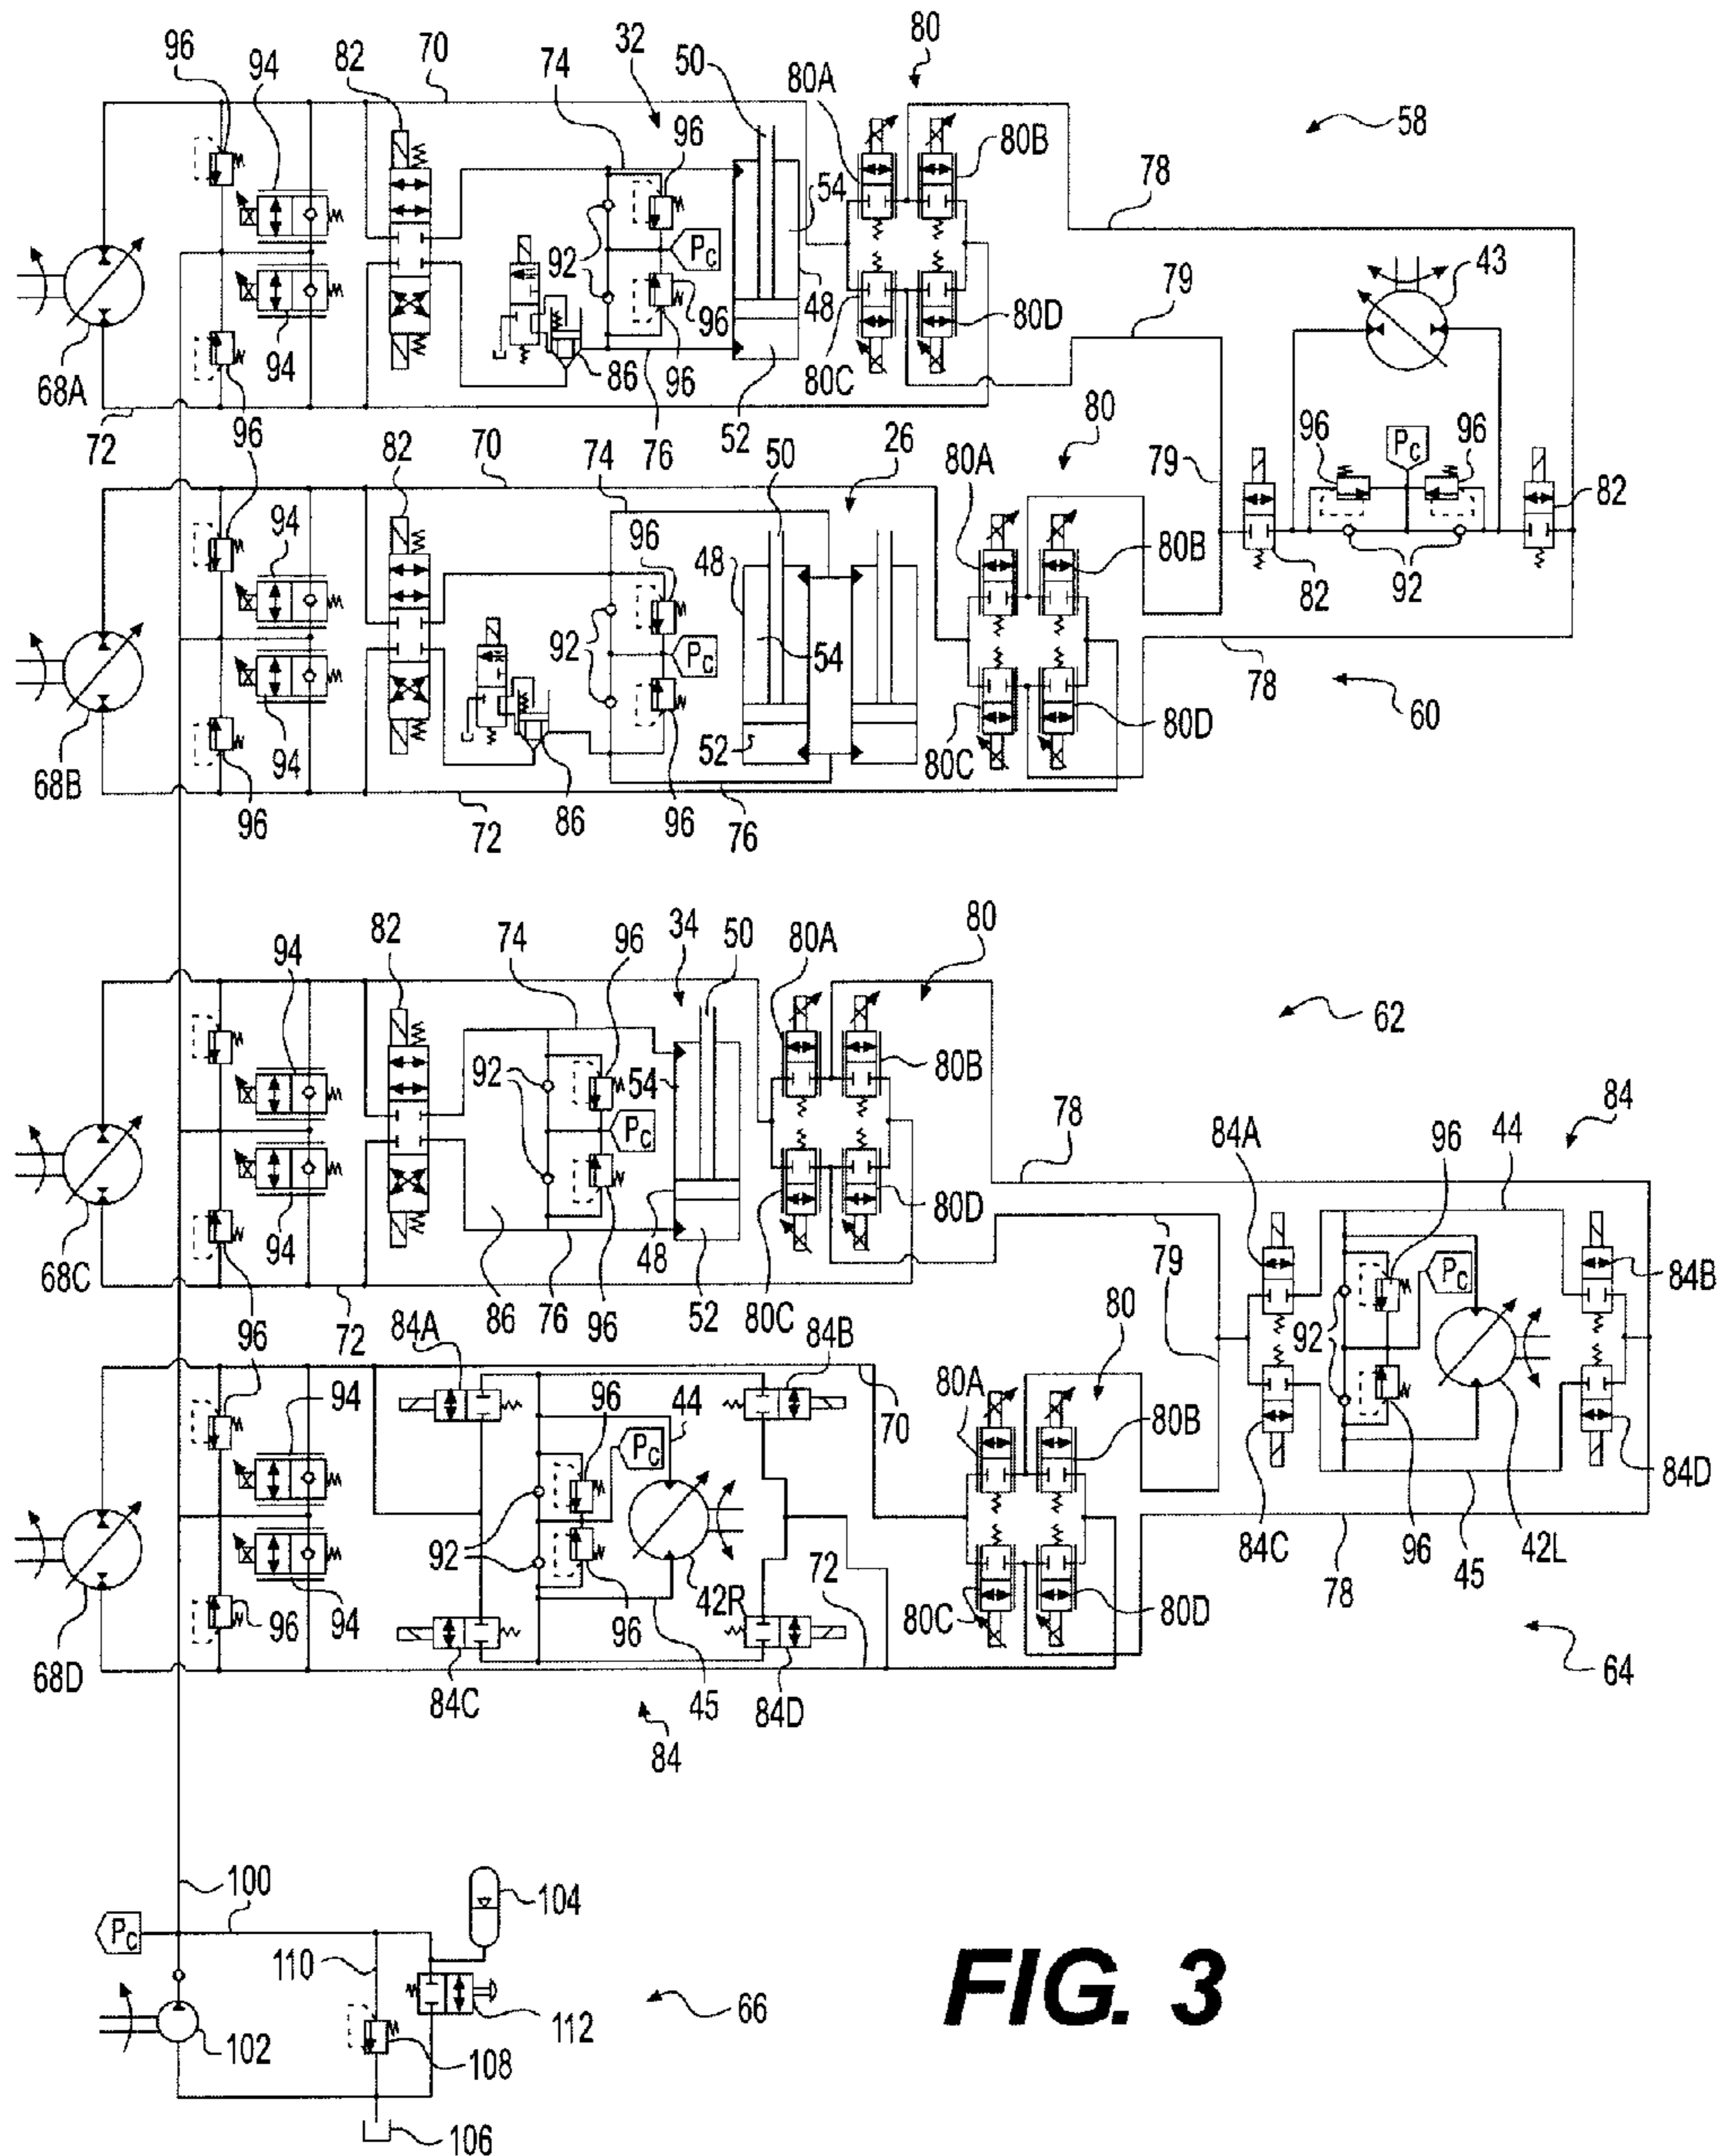 96 94 82 70 32 50 80
80A
74 96 80B 58
54 78
92 PC 43
48 79
94 96 80D
68A 86 96 80C
72 96 82 70 76 52 26 80
74 50 80A 96 PC 96
94 96 80B 79 82
48
92 PC 54 82 92
78
94 52 80D 60
68B 96 86 96 80C
72 76
82 34 50 80
94 74 96 80A
62
92 54 80B
PC 78 84
84A 96 44
94 48 80D
68C 79 PC 84B
96 72 86 76 96 52 80C 80 92
84A 84B
96 94 96 44 80A 70 80B
PC 84D
92 84C 96 45 42L
72 78
68D 96 94 96 42R 80C 80D
84C 45 84D 64
84
100 104
PC 110
66
102 108 112
106
FIG. 3